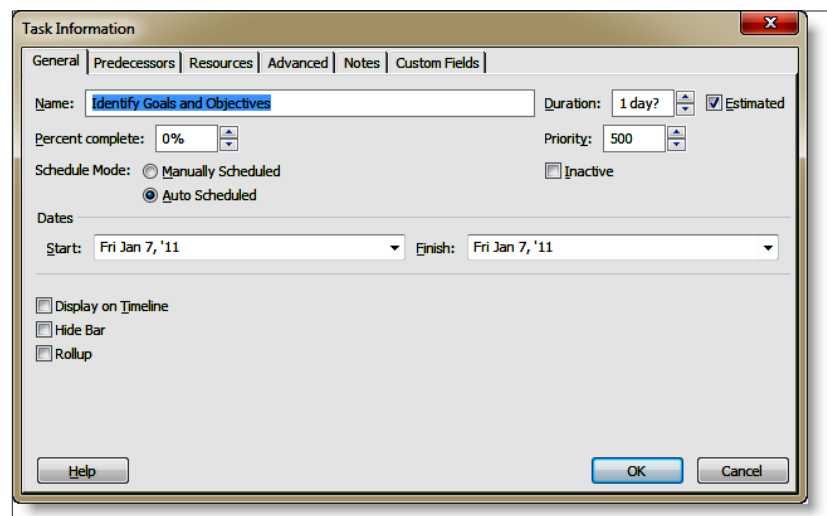 Task Information
General Predecessors Resources Advanced Notes Custom Fields
Name: Identify Goals and Objectives Duration: 1 day? Estimated
Percent complete: 0% Priority: 500
Schedule Mode: Manually Scheduled Inactive
Auto Scheduled
Dates
Start: Fri Jan 7, '11 Finish: Fri Jan 7, '11
Display on Timeline
Hide Bar
Rollup
Help OK Cancel